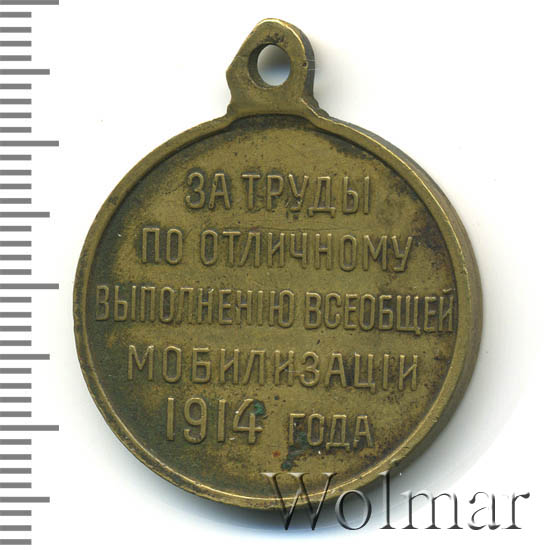 ЗА ТРУДЫ
ПО ОТЛИЧНОМУ
ВЫПОЛНЕНІЮ ВСЕОБЩЕЙ
МОБИЛИЗАЦІИ
1914 ГОДА
Wolmar